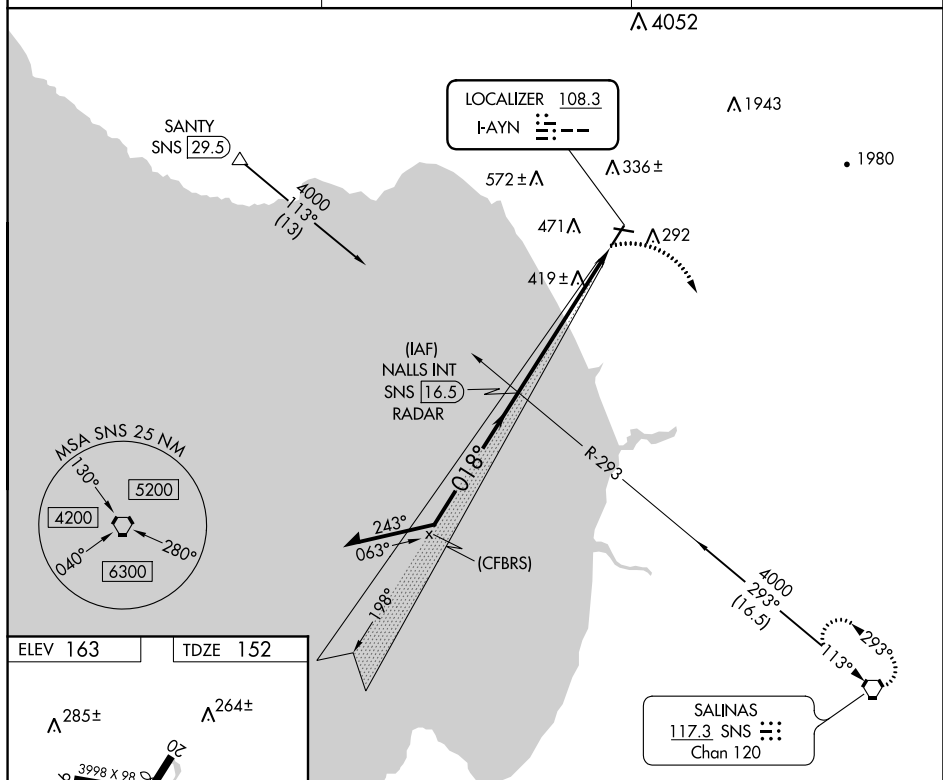 4052
LOCALIZER 108.3
I-AYN
1943
SANTY
SNS 29.5
1980
572 ±
336 ±
4000
113°
(13)
471
292
419 ±
(IAF)
NALLS INT
SNS 16.5
RADAR
R-293
MSA SNS 25 NM
130°
5200
4200
040°
280°
6300
018°
243°
063°
(CFBRS)
198°
4000
293°
(16.5)
293°
113°
ELEV 163
TDZE 152
285±
264±
20
3998 X 98
SALINAS
117.3 SNS
Chan 120